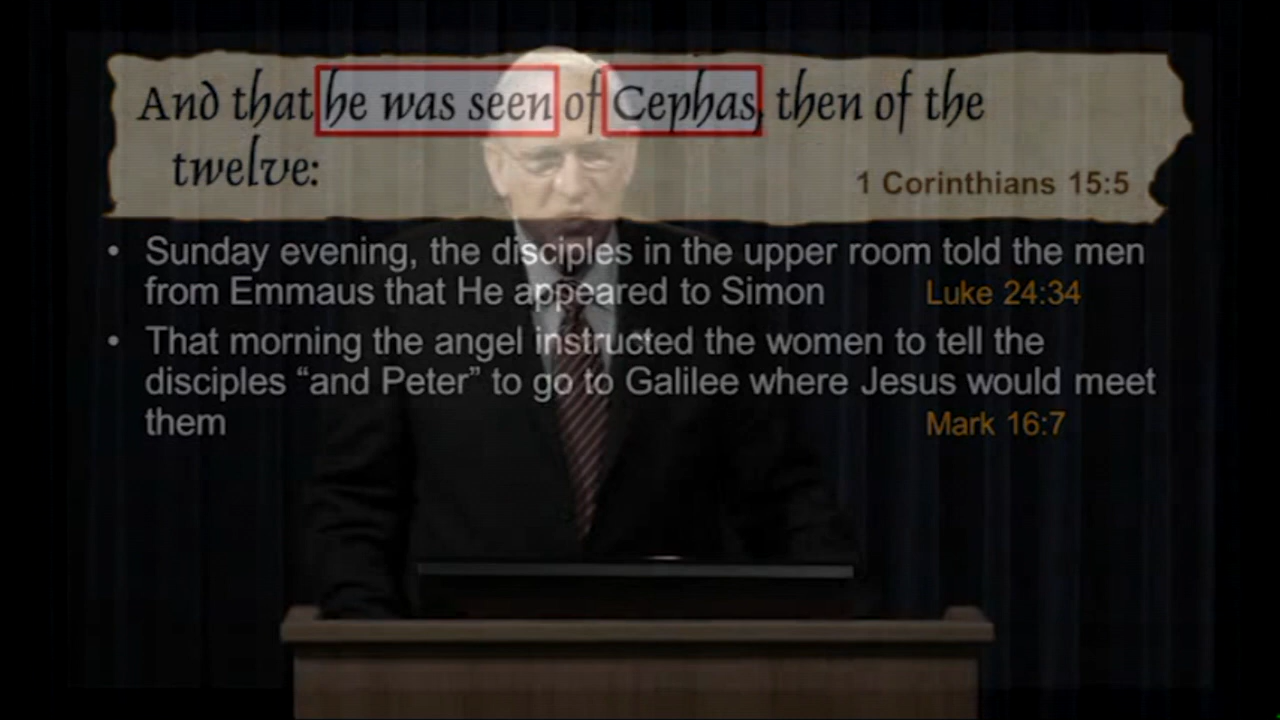 And that he was seen of Cephas, then of the
twelve:
1 Corinthians 15:5
• Sunday evening, the disciples in the upper room told the men
from Emmaus that He appeared to Simon Luke 24:34
• That morning the angel instructed the women to tell the
disciples “and Peter” to go to Galilee where Jesus would meet
them Mark 16:7